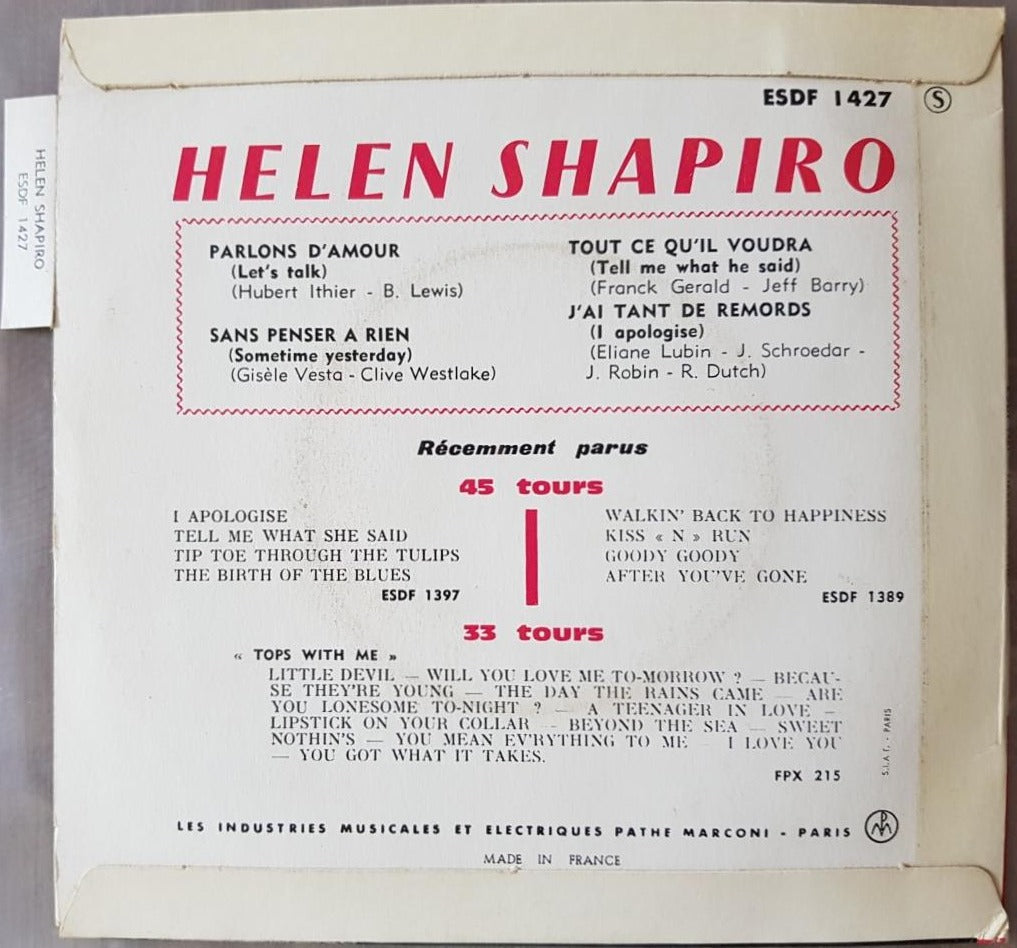 ESDF 1427 S
HELEN SHAPIRO
ESDF 1427
HELEN SHAPIRO
PARLONS D'AMOUR
(Let's talk)
(Hubert Ithier - B. Lewis)
SANS PENSER A RIEN
(Sometime yesterday)
(Gisèle Vesta - Clive Westlake)
TOUT CE QU'IL VOUDRA
(Tell me what he said)
(Franck Gerald - Jeff Barry)
J'AI TANT DE REMORDS
(I apologise)
(Eliane Lubin - J. Schroedar -
J. Robin - R. Dutch)
Récemment parus
45 tours
I APOLOGISE
TELL ME WHAT SHE SAID
TIP TOE THROUGH THE TULIPS
THE BIRTH OF THE BLUES
ESDF 1397
WALKIN' BACK TO HAPPINESS
KISS « N » RUN
GOODY GOODY
AFTER YOU'VE GONE
ESDF 1389
33 tours
« TOPS WITH ME »
LITTLE DEVIL — WILL YOU LOVE ME TO-MORROW ? — BECAU-
SE THEY'RE YOUNG — THE DAY THE RAINS CAME — ARE
YOU LONESOME TO-NIGHT ? — A TEENAGER IN LOVE —
LIPSTICK ON YOUR COLLAR — BEYOND THE SEA — SWEET
NOTHIN'S — YOU MEAN EV'RYTHING TO ME — I LOVE YOU
— YOU GOT WHAT IT TAKES.
FPX 215
S.I.A.F. - PARIS
LES INDUSTRIES MUSICALES ET ELECTRIQUES PATHE MARCONI - PARIS
MADE IN FRANCE